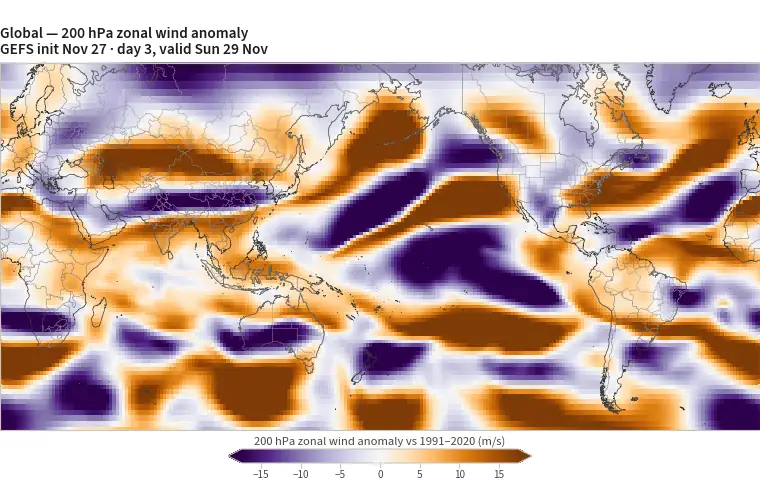 Global — 200 hPa zonal wind anomaly
GEFS init Nov 27 · day 3, valid Sun 29 Nov
200 hPa zonal wind anomaly vs 1991–2020 (m/s)
−15 −10 −5 0 5 10 15